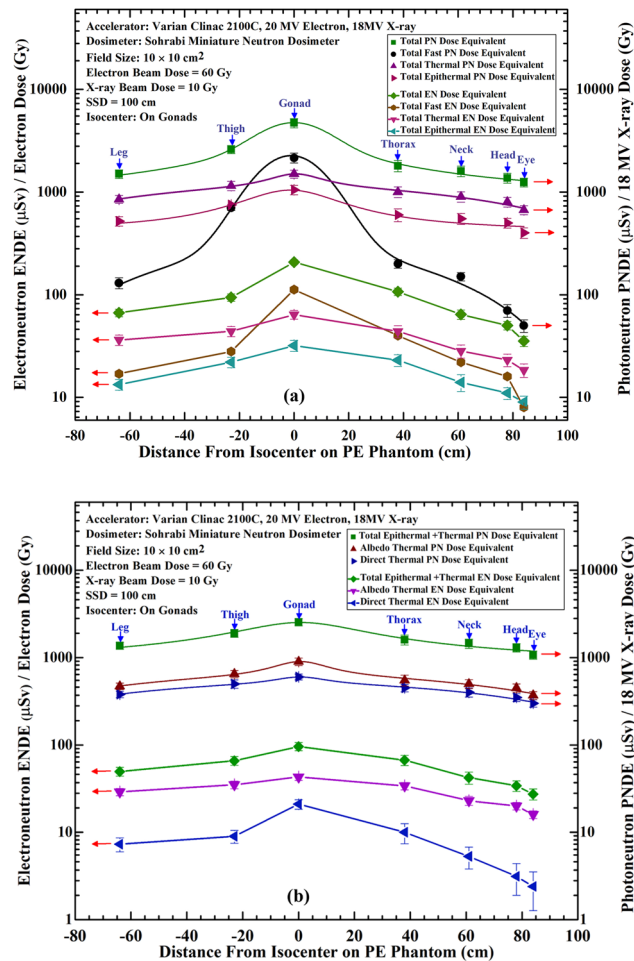 Accelerator: Varian Clinac 2100C, 20 MV Electron, 18MV X-ray
Dosimeter: Sohrabi Miniature Neutron Dosimeter
Field Size: 10 × 10 cm2
Electron Beam Dose = 60 Gy
X-ray Beam Dose = 10 Gy
SSD = 100 cm
Isocenter: On Gonads
Total PN Dose Equivalent
Total Fast PN Dose Equivalent
Total Thermal PN Dose Equivalent
Total Epithermal PN Dose Equivalent
Total EN Dose Equivalent
Total Fast EN Dose Equivalent
Total Thermal EN Dose Equivalent
Total Epithermal EN Dose Equivalent
Electroneutron ENDE (µSv) / Electron Dose (Gy)
Photoneutron PNDE (µSv) / 18 MV X-ray Dose (Gy)
10000
1000
100
10
10000
1000
100
10
Leg
Thigh
Gonad
Thorax
Neck
Head
Eye
(a)
-80 -60 -40 -20 0 20 40 60 80 100
Distance From Isocenter on PE Phantom (cm)
Accelerator: Varian Clinac 2100C, 20 MV Electron, 18MV X-ray
Dosimeter: Sohrabi Miniature Neutron Dosimeter
Field Size: 10 × 10 cm2
Electron Beam Dose = 60 Gy
X-ray Beam Dose = 10 Gy
SSD = 100 cm
Isocenter: On Gonads
Total Epithermal +Thermal PN Dose Equivalent
Albedo Thermal PN Dose Equivalent
Direct Thermal PN Dose Equivalent
Total Epithermal +Thermal EN Dose Equivalent
Albedo Thermal EN Dose Equivalent
Direct Thermal EN Dose Equivalent
Electroneutron ENDE (µSv) / Electron Dose (Gy)
Photoneutron PNDE (µSv) / 18 MV X-ray Dose (Gy)
10000
1000
100
10
1
10000
1000
100
10
1
Leg
Thigh
Gonad
Thorax
Neck
Head
Eye
(b)
-80 -60 -40 -20 0 20 40 60 80 100
Distance From Isocenter on PE Phantom (cm)